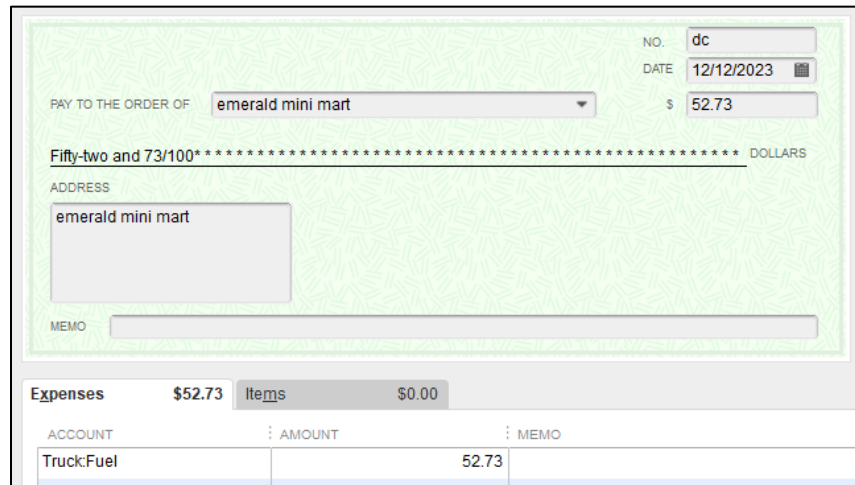 NO. dc
DATE 12/12/2023
PAY TO THE ORDER OF emerald mini mart $ 52.73
Fifty-two and 73/100* * * * * * * * * * * * * * * * * * * * * * * * * * * * * * * * * * * * * * * * * * * * * * * * * * * * * DOLLARS
ADDRESS
emerald mini mart
MEMO
Expenses $52.73 Items $0.00
ACCOUNT AMOUNT MEMO
Truck:Fuel 52.73